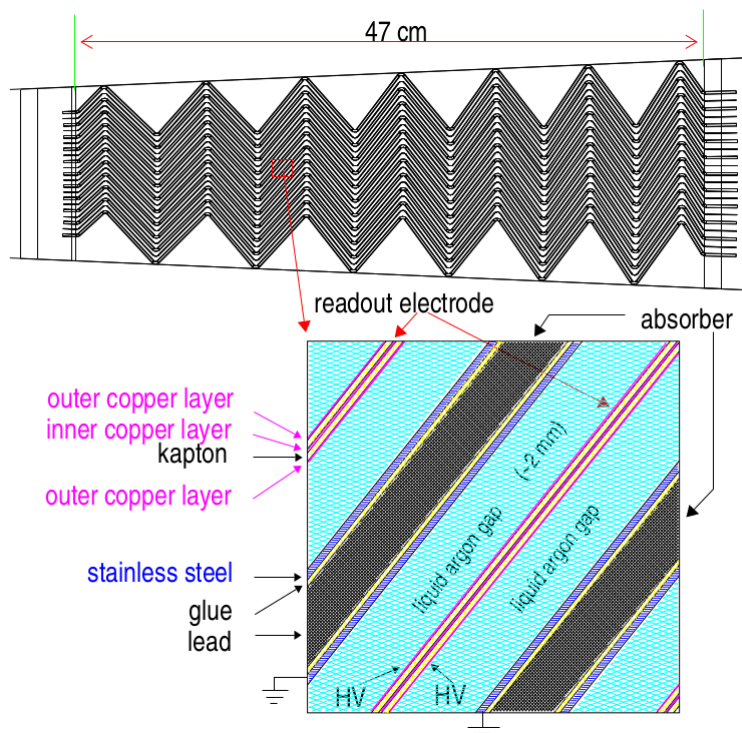 47 cm
readout electrode
absorber
outer copper layer
inner copper layer
kapton
outer copper layer
(~2 mm)
liquid argon gap
liquid argon gap
stainless steel
glue
lead
HV
HV